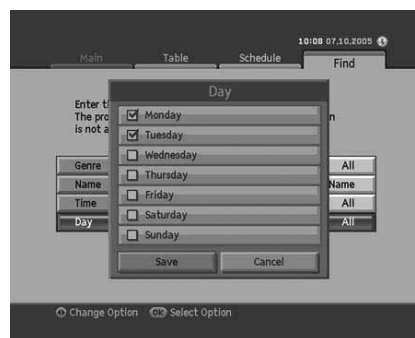 10:08 07.10.2005
Main Table Schedule Find
Day
Enter
The
is not a
Monday
Tuesday
Wednesday
Thursday
Friday
Saturday
Sunday
Genre All
Name Name
Time All
Day All
Save Cancel
Change Option OK Select Option